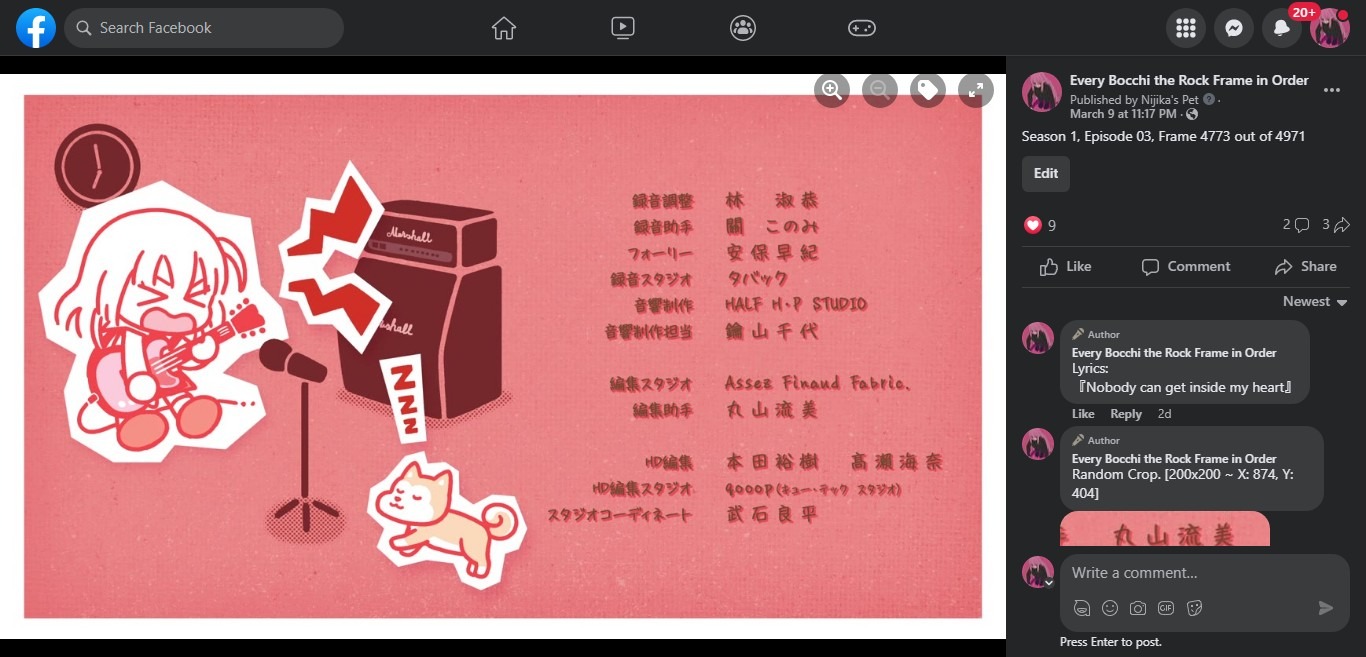 Search Facebook
20+
Every Bocchi the Rock Frame in Order
Published by Nijika's Pet ·
March 9 at 11:17 PM ·
Season 1, Episode 03, Frame 4773 out of 4971
Edit
9
2
3
Like
Comment
Share
Newest
Author
Every Bocchi the Rock Frame in Order
Lyrics:
『Nobody can get inside my heart』
Like Reply 2d
Author
Every Bocchi the Rock Frame in Order
Random Crop. [200x200 ~ X: 874, Y:
404]
丸山流美
Write a comment...
GIF
Press Enter to post.
Marshall
Marshall
NNN
録音調整 林 淑恭
録音助手 關 このみ
フォーリー 安保早紀
録音スタジオ タバック
音響制作 HALF H・P STUDIO
音響制作担当 鑰山千代
編集スタジオ Assez Finaud Fabric.
編集助手 丸山流美
HD編集 本田裕樹 髙瀬海奈
HD編集スタジオ q000p(キュー・テック スタジオ)
スタジオコーディネート 武石良平